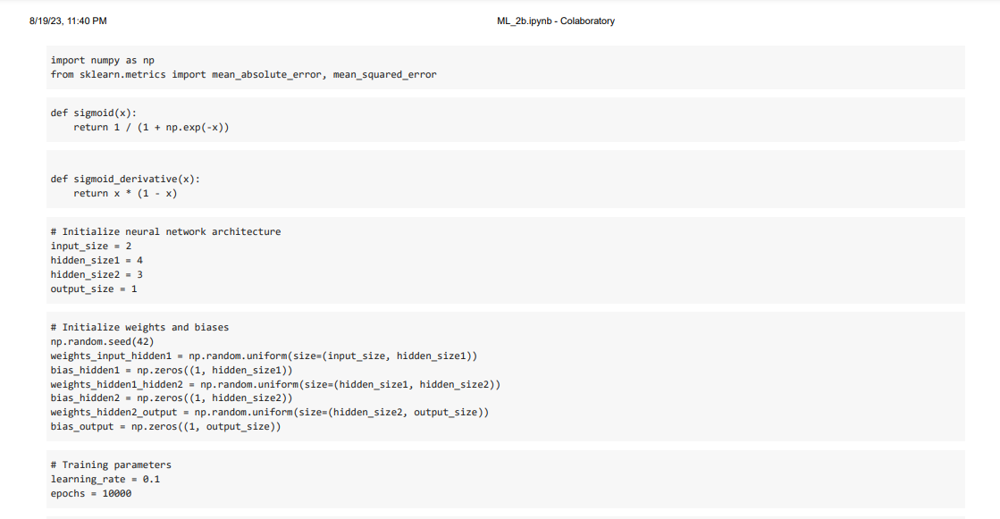 8/19/23, 11:40 PM
ML_2b.ipynb - Colaboratory
import numpy as np
from sklearn.metrics import mean_absolute_error, mean_squared_error
def sigmoid(x):
    return 1 / (1 + np.exp(-x))
def sigmoid_derivative(x):
    return x * (1 - x)
# Initialize neural network architecture
input_size = 2
hidden_size1 = 4
hidden_size2 = 3
output_size = 1
# Initialize weights and biases
np.random.seed(42)
weights_input_hidden1 = np.random.uniform(size=(input_size, hidden_size1))
bias_hidden1 = np.zeros((1, hidden_size1))
weights_hidden1_hidden2 = np.random.uniform(size=(hidden_size1, hidden_size2))
bias_hidden2 = np.zeros((1, hidden_size2))
weights_hidden2_output = np.random.uniform(size=(hidden_size2, output_size))
bias_output = np.zeros((1, output_size))
# Training parameters
learning_rate = 0.1
epochs = 10000